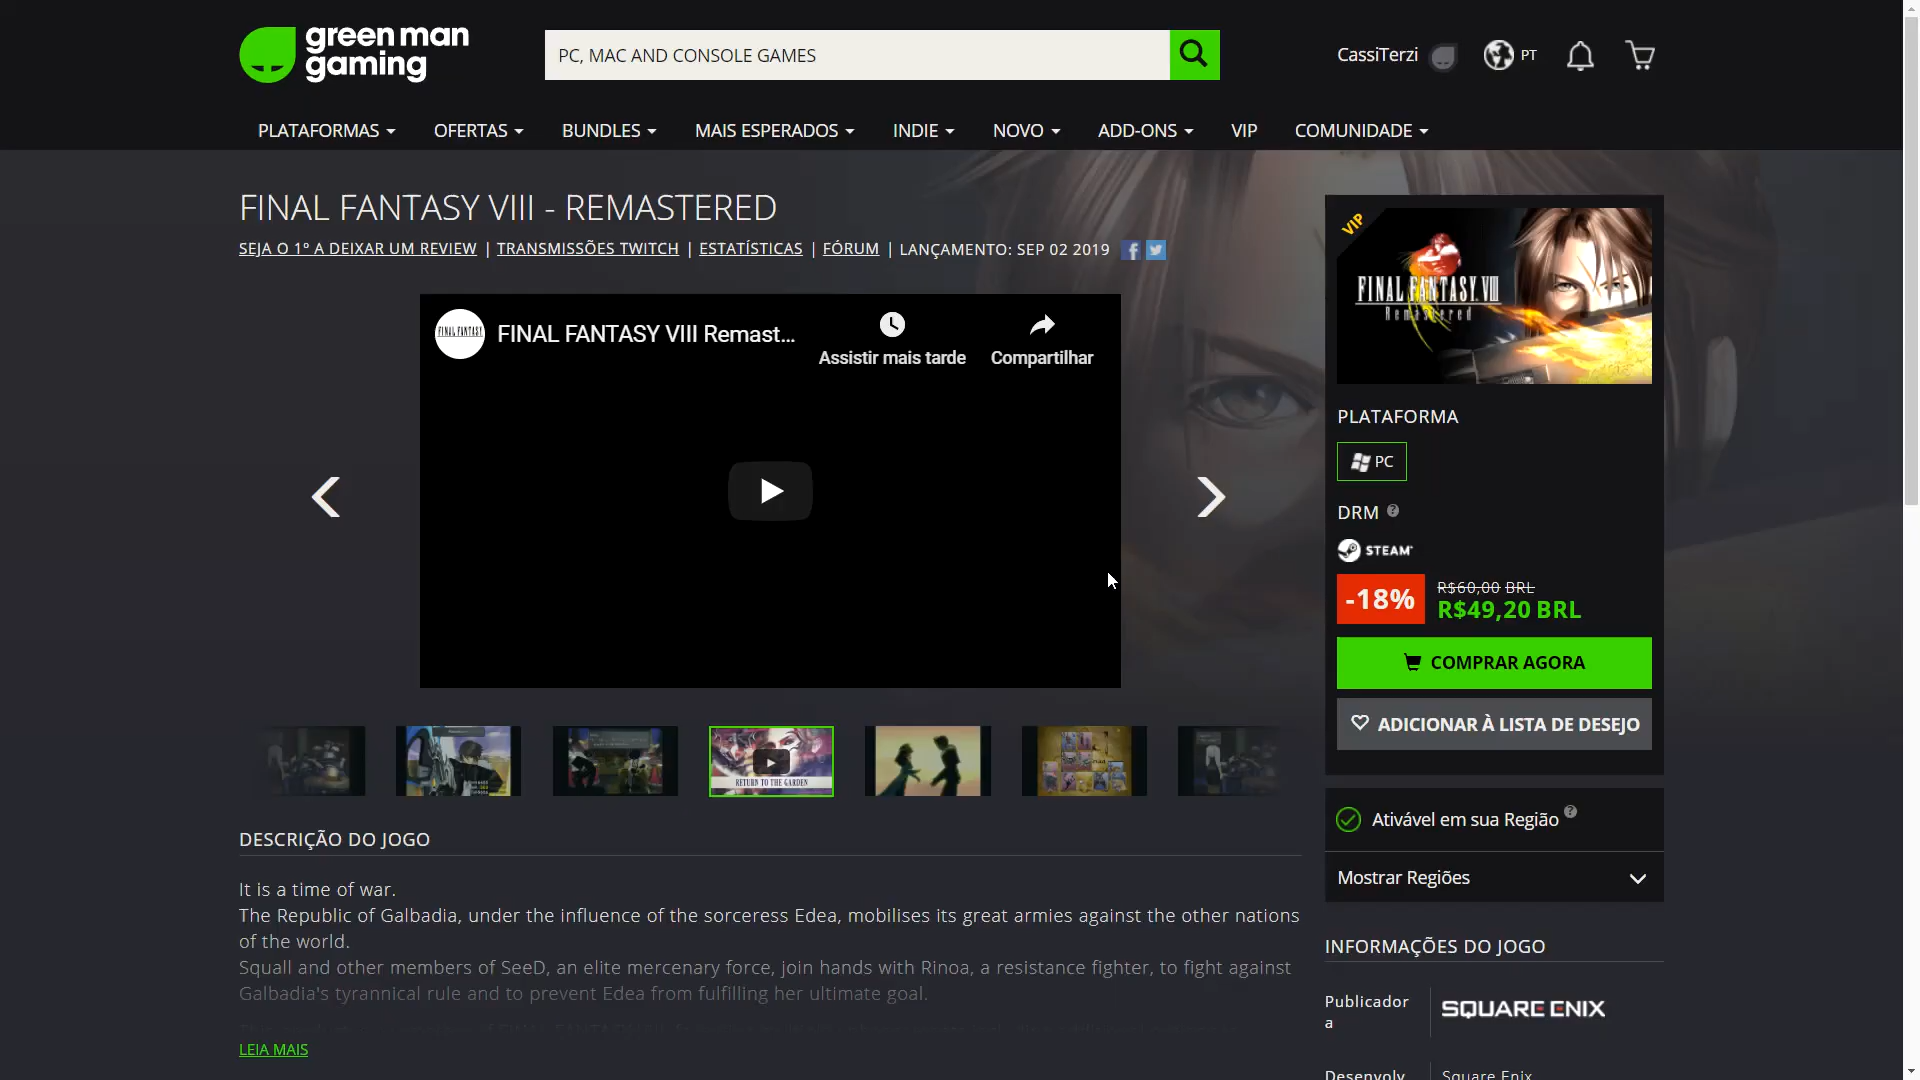 green man gaming
PC, MAC AND CONSOLE GAMES
CassiTerzi
PT
PLATAFORMAS
OFERTAS
BUNDLES
MAIS ESPERADOS
INDIE
NOVO
ADD-ONS
VIP
COMUNIDADE
FINAL FANTASY VIII - REMASTERED
SEJA O 1º A DEIXAR UM REVIEW | TRANSMISSÕES TWITCH | ESTATÍSTICAS | FÓRUM | LANÇAMENTO: SEP 02 2019
FINAL FANTASY
FINAL FANTASY VIII Remast...
Assistir mais tarde
Compartilhar
RETURN TO THE GARDEN
DESCRIÇÃO DO JOGO
It is a time of war.
The Republic of Galbadia, under the influence of the sorceress Edea, mobilises its great armies against the other nations
of the world.
Squall and other members of SeeD, an elite mercenary force, join hands with Rinoa, a resistance fighter, to fight against
Galbadia's tyrannical rule and to prevent Edea from fulfilling her ultimate goal.
LEIA MAIS
VIP
FINAL FANTASY VIII
Remastered
PLATAFORMA
PC
DRM
STEAM
-18%
R$60,00 BRL
R$49,20 BRL
COMPRAR AGORA
ADICIONAR À LISTA DE DESEJO
Ativável em sua Região
Mostrar Regiões
INFORMAÇÕES DO JOGO
Publicador
a
SQUARE ENIX
Desenvolv
Square Enix